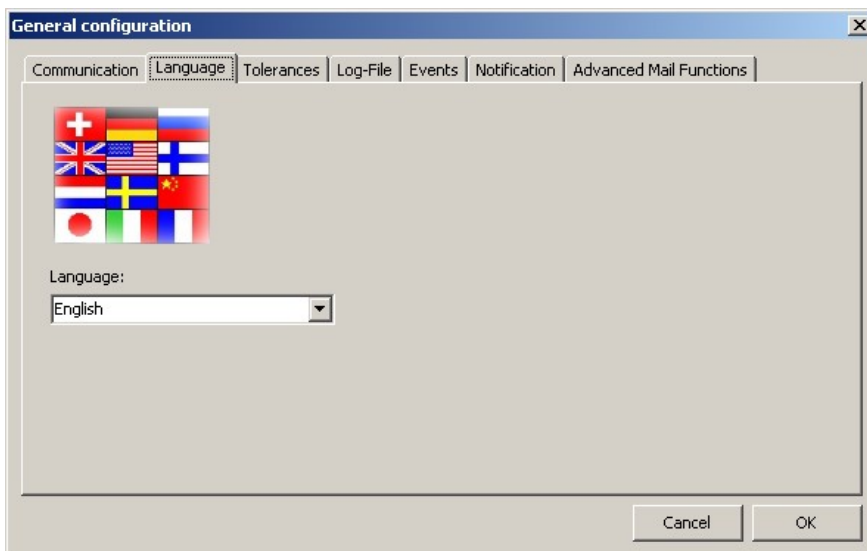 General configuration
Communication Language Tolerances Log-File Events Notification Advanced Mail Functions
Language:
English
Cancel OK